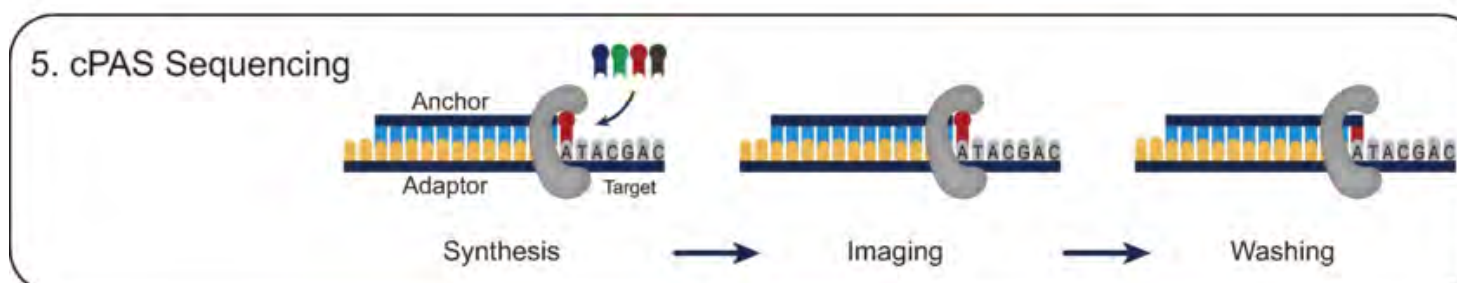 5. cPAS Sequencing
Anchor
ATACGAC
Adaptor
Target
ATACGAC
ATACGAC
Synthesis
Imaging
Washing